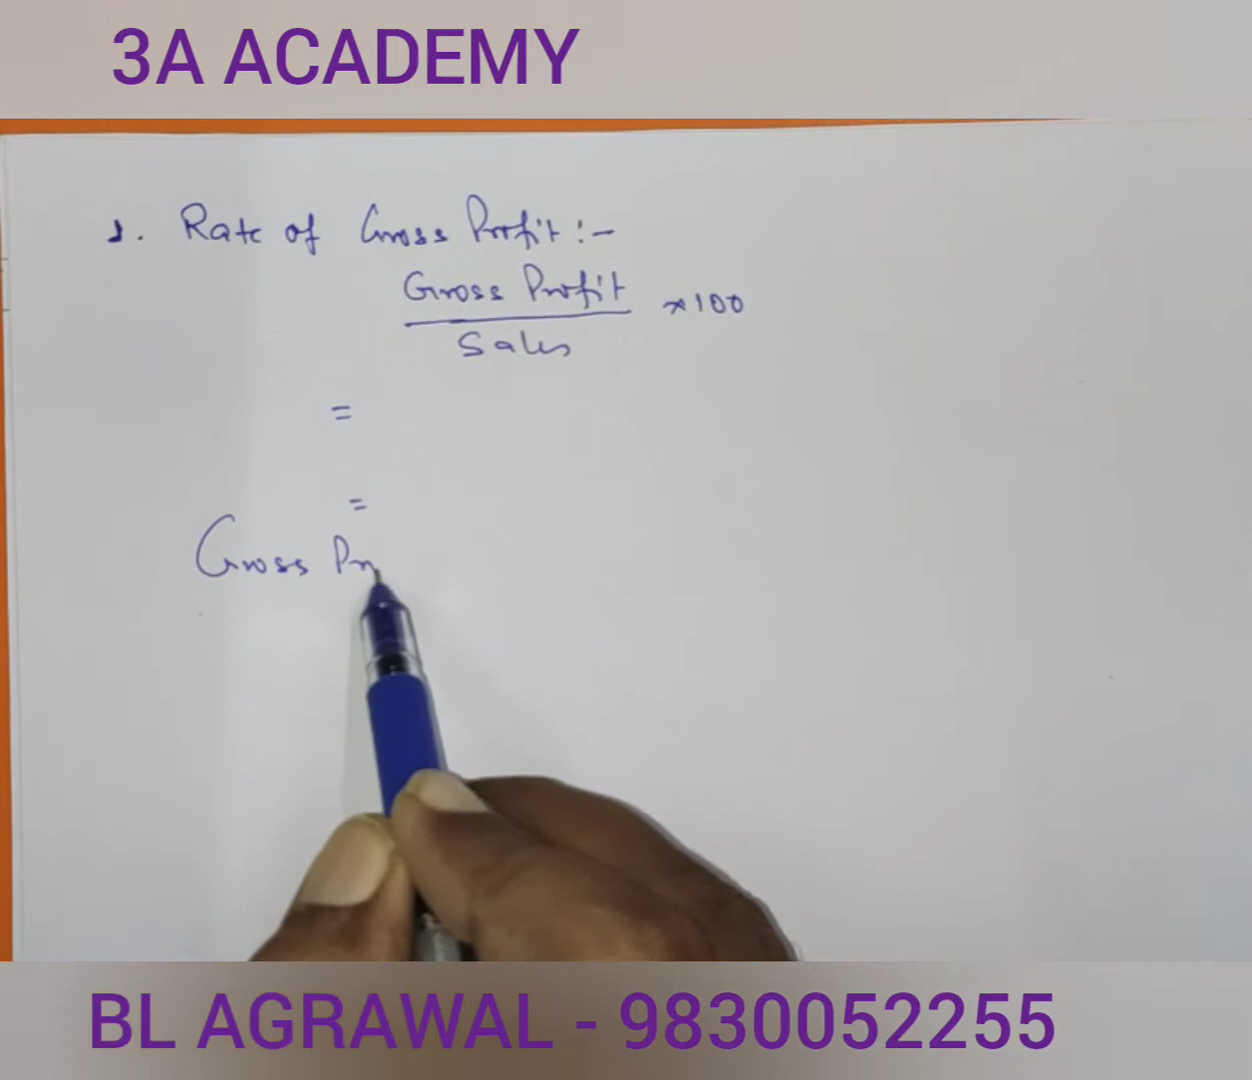 3A ACADEMY
1. Rate of Gross Profit :-
Gross Profit
Sales
×100
=
=
Gross Pr
BL AGRAWAL - 9830052255